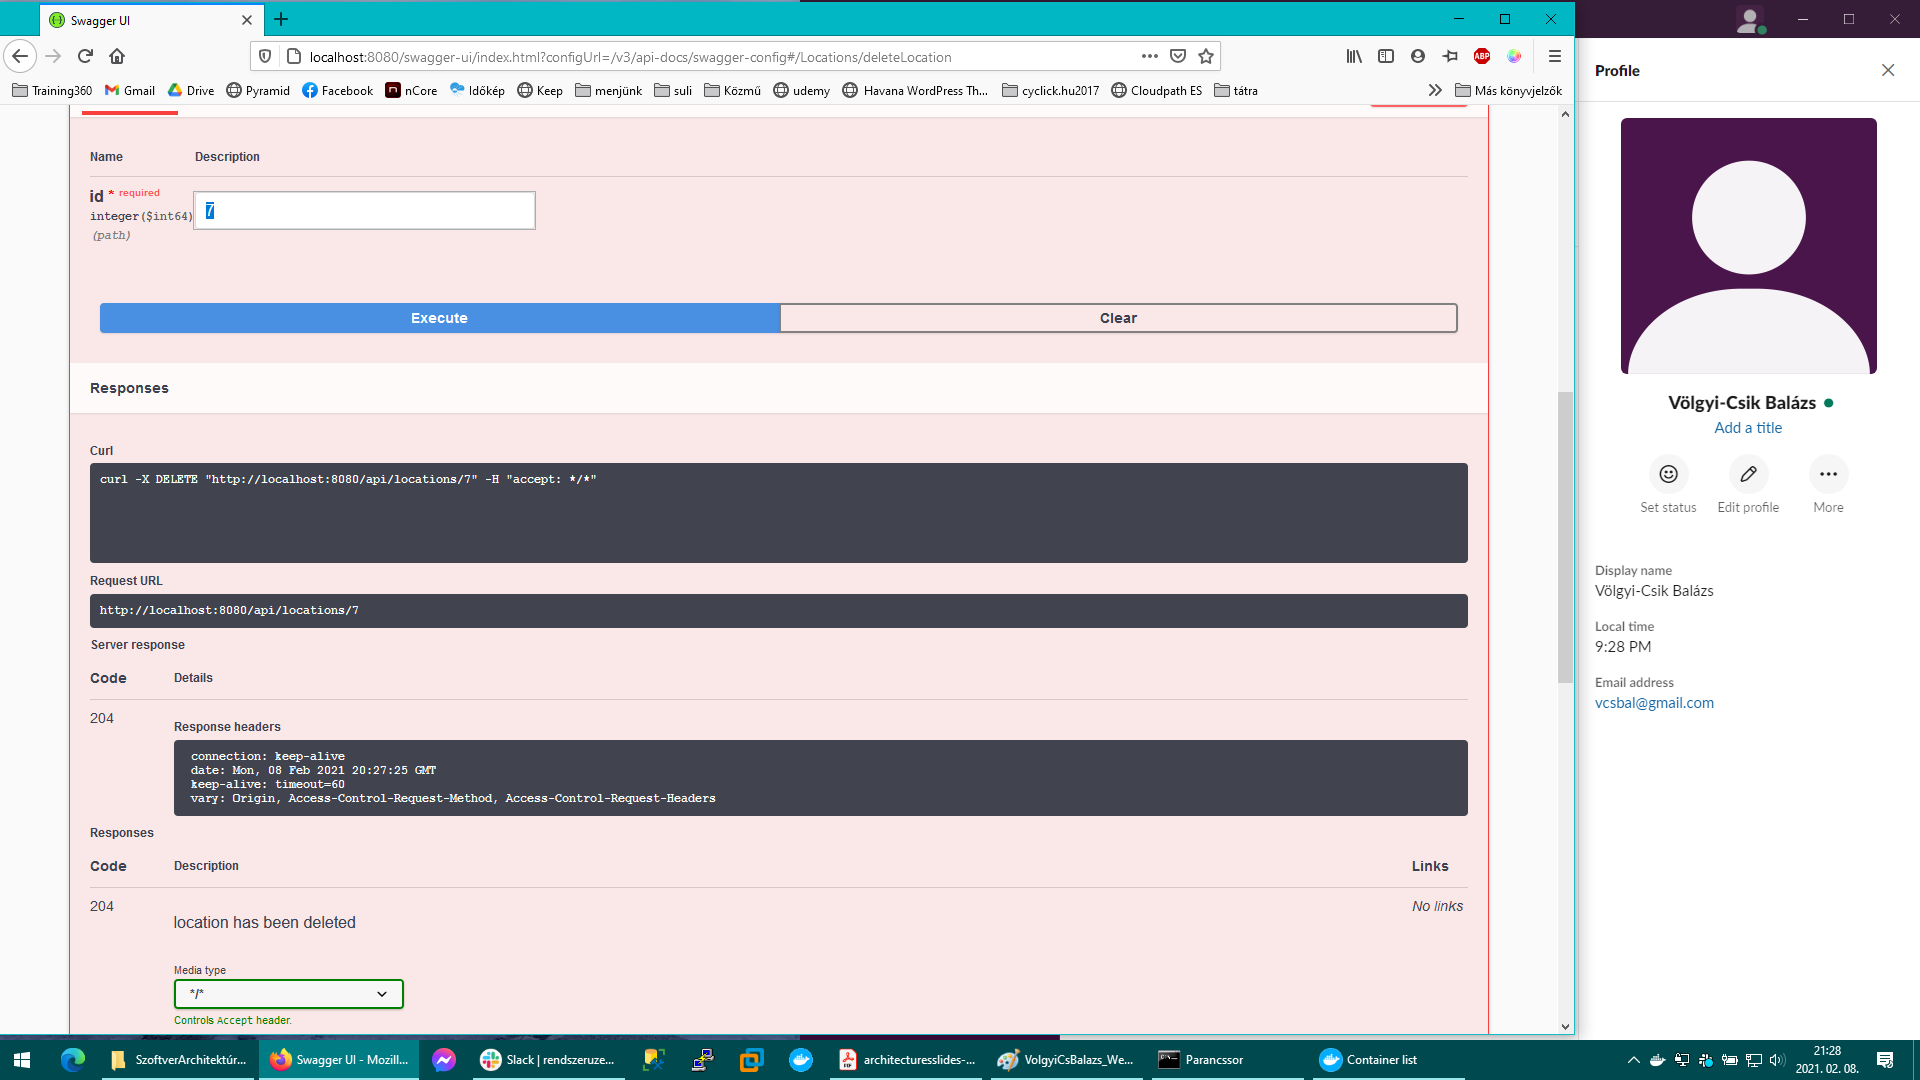 Swagger UI
localhost:8080/swagger-ui/index.html?configUrl=/v3/api-docs/swagger-config#/Locations/deleteLocation
ABP
Training360 Gmail Drive Pyramid Facebook nCore Időkép Keep menjünk suli Közmű udemy Havana WordPress Th... cyclick.hu2017 Cloudpath ES tátra Más könyvjelzők
Name Description
id * required
integer($int64)
(path)
7
Execute Clear
Responses
Curl
curl -X DELETE "http://localhost:8080/api/locations/7" -H "accept: */*"
Request URL
http://localhost:8080/api/locations/7
Server response
Code Details
204
Response headers
connection: keep-alive
date: Mon, 08 Feb 2021 20:27:25 GMT
keep-alive: timeout=60
vary: Origin, Access-Control-Request-Method, Access-Control-Request-Headers
Responses
Code Description Links
204 No links
location has been deleted
Media type
*/*
Controls Accept header.
Profile
Völgyi-Csik Balázs
Add a title
Set status Edit profile More
Display name
Völgyi-Csik Balázs
Local time
9:28 PM
Email address
vcsbal@gmail.com
SzoftverArchitektúr... Swagger UI - Mozill... Slack | rendszeruze... architecturesslides-... VolgyiCsBalazs_We... Parancssor Container list
21:28
2021. 02. 08.